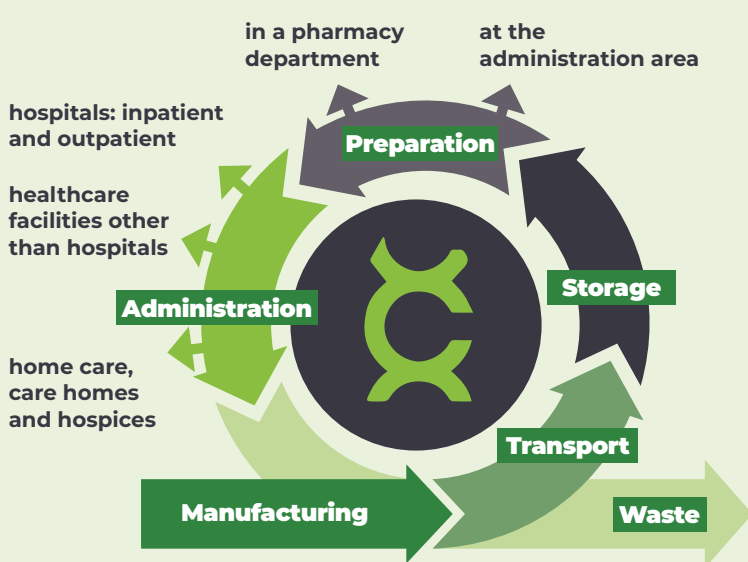 in a pharmacy
department
at the
administration area
hospitals: inpatient
and outpatient
Preparation
healthcare
facilities other
than hospitals
Storage
Administration
home care,
care homes
and hospices
Transport
Manufacturing
Waste